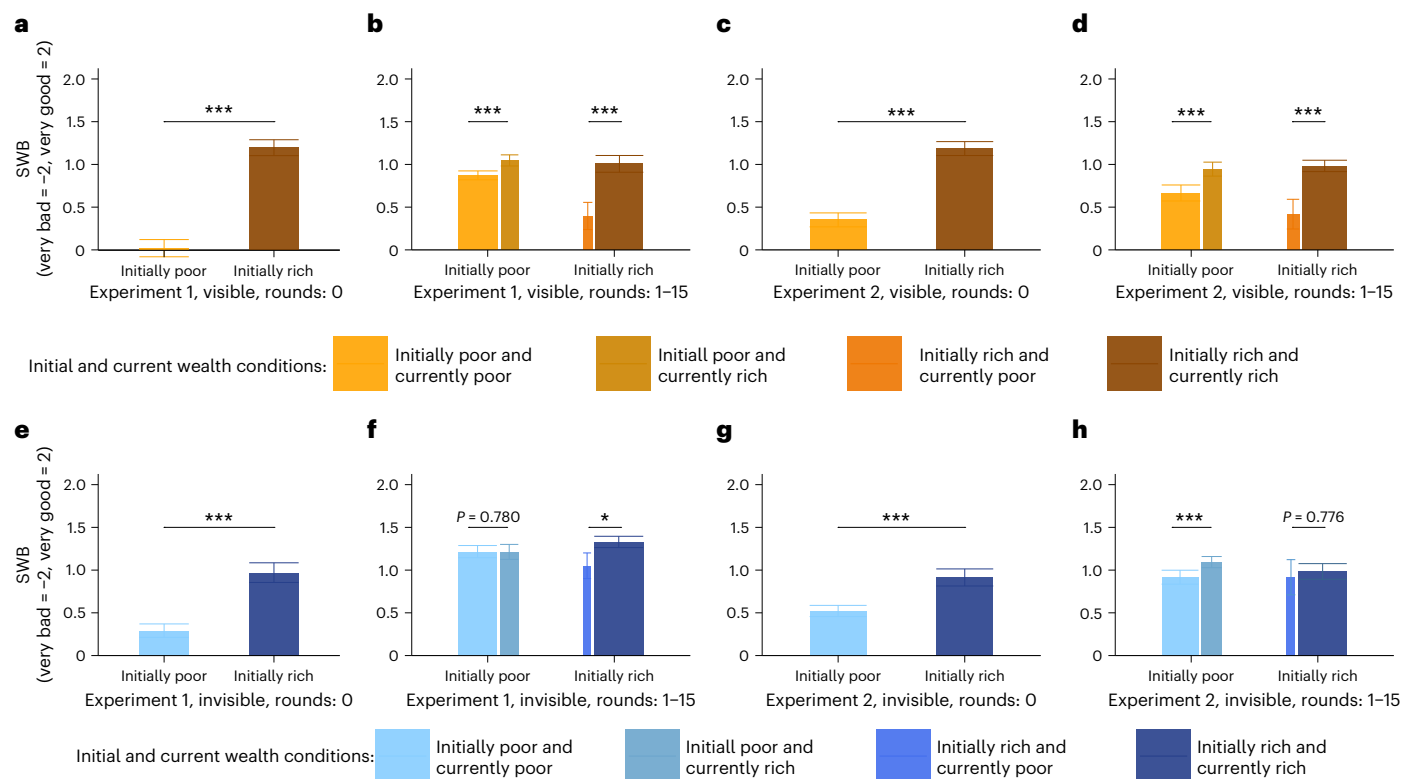 a
b
c
d
SWB
(very bad = −2, very good = 2)
2.0
1.5
1.0
0.5
0
***
Initially poor
Initially rich
Experiment 1, visible, rounds: 0
2.0
1.5
1.0
0.5
0
***
***
Initially poor
Initially rich
Experiment 1, visible, rounds: 1–15
2.0
1.5
1.0
0.5
0
***
Initially poor
Initially rich
Experiment 2, visible, rounds: 0
2.0
1.5
1.0
0.5
0
***
***
Initially poor
Initially rich
Experiment 2, visible, rounds: 1–15
Initial and current wealth conditions:
Initially poor and
currently poor
Initiall poor and
currently rich
Initially rich and
currently poor
Initially rich and
currently rich
e
f
g
h
SWB
(very bad = −2, very good = 2)
2.0
1.5
1.0
0.5
0
***
Initially poor
Initially rich
Experiment 1, invisible, rounds: 0
2.0
1.5
1.0
0.5
0
P = 0.780
*
Initially poor
Initially rich
Experiment 1, invisible, rounds: 1–15
2.0
1.5
1.0
0.5
0
***
Initially poor
Initially rich
Experiment 2, invisible, rounds: 0
2.0
1.5
1.0
0.5
0
***
P = 0.776
Initially poor
Initially rich
Experiment 2, invisible, rounds: 1–15
Initial and current wealth conditions:
Initially poor and
currently poor
Initiall poor and
currently rich
Initially rich and
currently poor
Initially rich and
currently rich